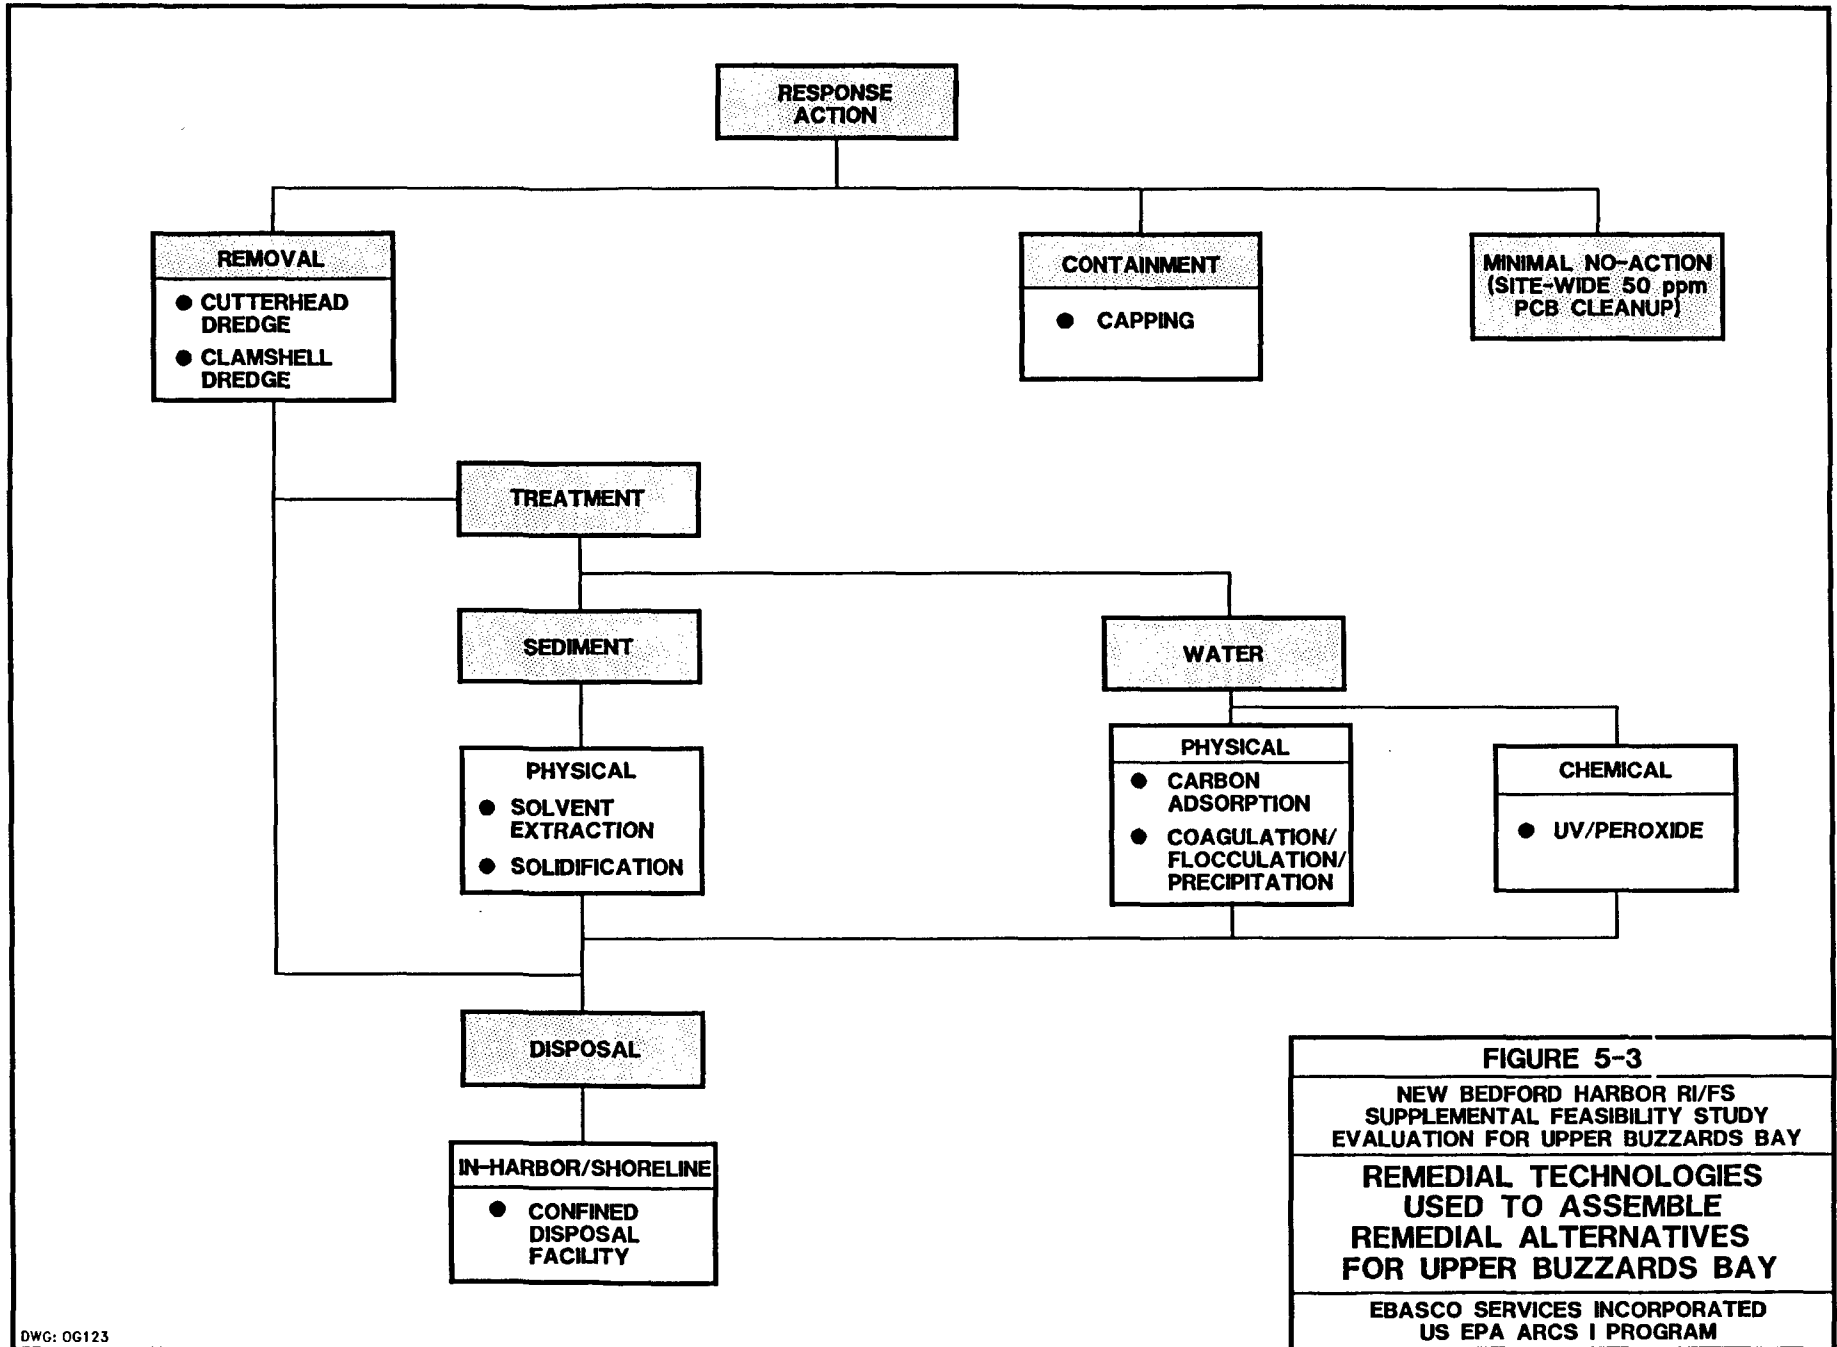 RESPONSE
ACTION
REMOVAL
● CUTTERHEAD
DREDGE
● CLAMSHELL
DREDGE
CONTAINMENT
● CAPPING
MINIMAL NO-ACTION
(SITE-WIDE 50 ppm
PCB CLEANUP)
TREATMENT
SEDIMENT
WATER
PHYSICAL
● SOLVENT
EXTRACTION
● SOLIDIFICATION
PHYSICAL
● CARBON
ADSORPTION
● COAGULATION/
FLOCCULATION/
PRECIPITATION
CHEMICAL
● UV/PEROXIDE
DISPOSAL
IN-HARBOR/SHORELINE
● CONFINED
DISPOSAL
FACILITY
FIGURE 5-3
NEW BEDFORD HARBOR RI/FS
SUPPLEMENTAL FEASIBILITY STUDY
EVALUATION FOR UPPER BUZZARDS BAY
REMEDIAL TECHNOLOGIES
USED TO ASSEMBLE
REMEDIAL ALTERNATIVES
FOR UPPER BUZZARDS BAY
EBASCO SERVICES INCORPORATED
US EPA ARCS I PROGRAM
DWG: OG123